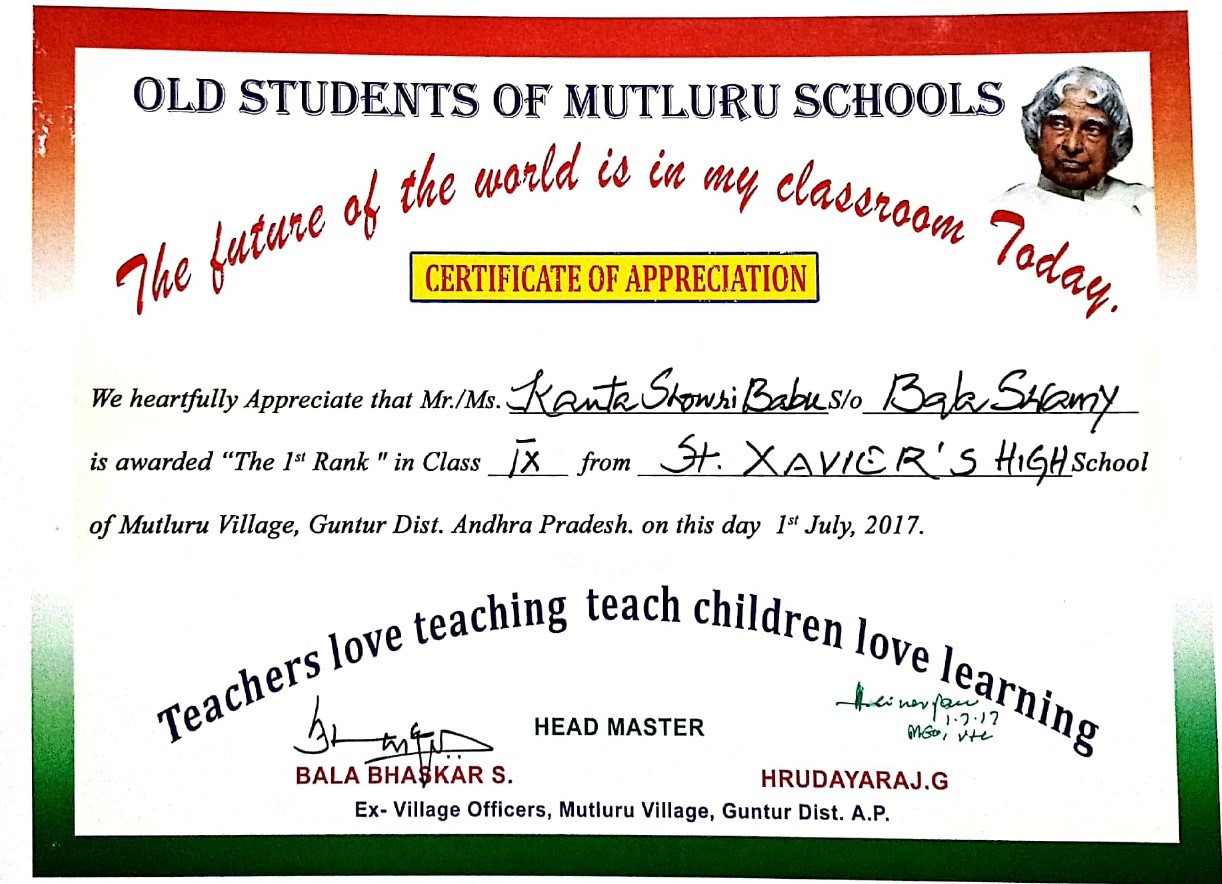 OLD STUDENTS OF MUTLURU SCHOOLS
The future of the world is in my classroom Today.
CERTIFICATE OF APPRECIATION
We heartfully Appreciate that Mr./Ms. Kanta Showri Babu S/o Bala Swamy
is awarded “The 1st Rank " in Class IX from St. XAVIER'S HIGH School
of Mutluru Village, Guntur Dist. Andhra Pradesh. on this day 1st July, 2017.
Teachers love teaching teach children love learning
HEAD MASTER
1.7.17
BALA BHASKAR S. HRUDAYARAJ.G
Ex- Village Officers, Mutluru Village, Guntur Dist. A.P.